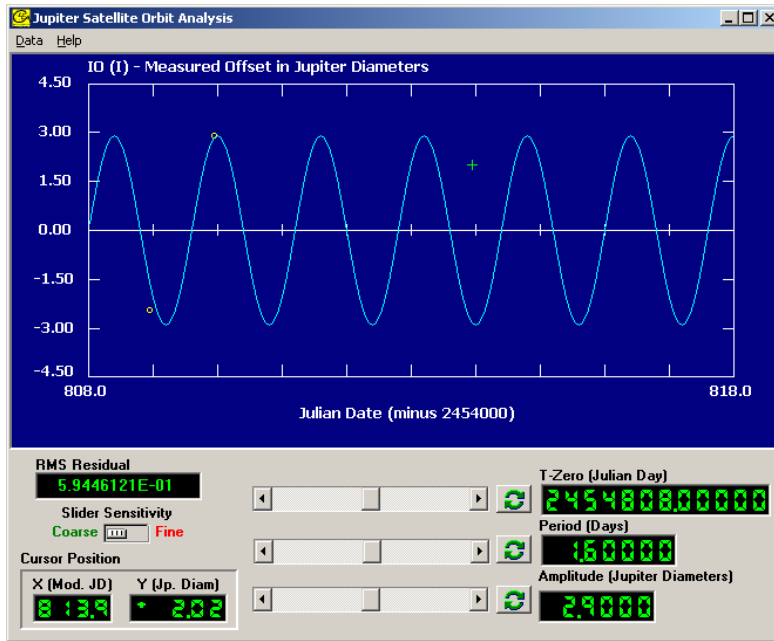 Jupiter Satellite Orbit Analysis
Data Help
IO (I) - Measured Offset in Jupiter Diameters
4.50
3.00
1.50
0.00
-1.50
-3.00
-4.50
808.0 818.0
Julian Date (minus 2454000)
RMS Residual
5.9446121E-01
Slider Sensitivity
Coarse Fine
Cursor Position
X (Mod. JD) Y (Jp. Diam)
813.9 + 2.02
T-Zero (Julian Day)
2454808.00000
Period (Days)
1.60000
Amplitude (Jupiter Diameters)
2.9000